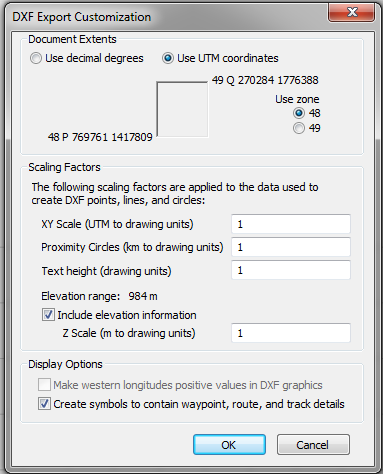 DXF Export Customization
Document Extents
Use decimal degrees
Use UTM coordinates
49 Q 270284 1776388
Use zone
48
48 P 769761 1417809
49
Scaling Factors
The following scaling factors are applied to the data used to
create DXF points, lines, and circles:
XY Scale (UTM to drawing units) 1
Proximity Circles (km to drawing units) 1
Text height (drawing units) 1
Elevation range: 984 m
Include elevation information
Z Scale (m to drawing units) 1
Display Options
Make western longitudes positive values in DXF graphics
Create symbols to contain waypoint, route, and track details
OK Cancel